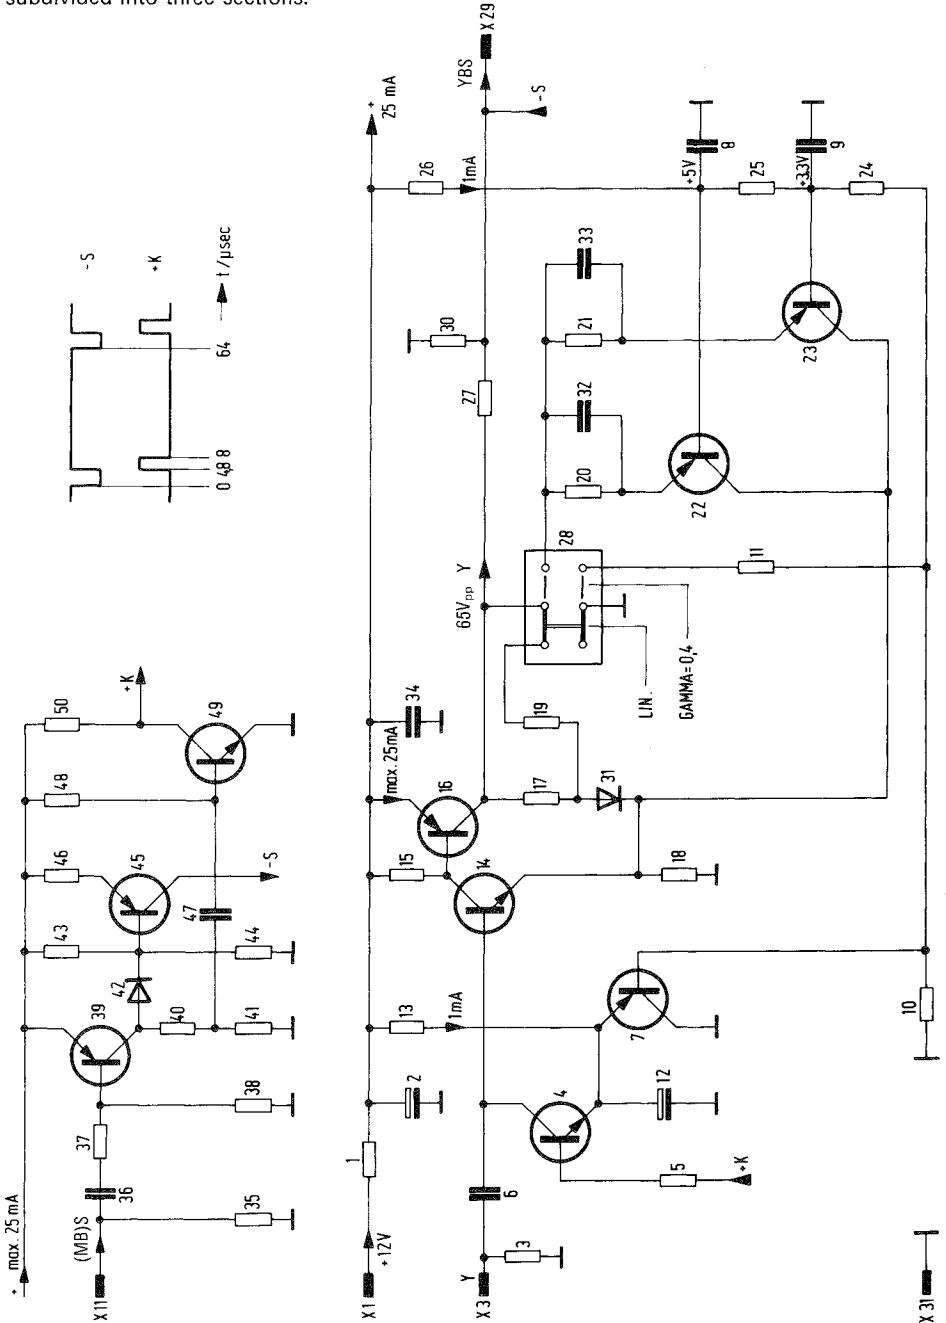 subdivided into three sections.
-S
+K
t/µsec
0 4,8 8
64
+ max. 25 mA
X 11
(MB)S
35
36
37
38
39
40
41
42
43
44
45
46
47
48
49
50
+K
-S
X1
+12V
1
2
13
1mA
15
max. 25mA
16
34
+
25 mA
26
1mA
X3
Y
3
6
4
5
+K
12
7
14
17
18
31
19
65Vpp
Y
28
LIN.
GAMMA=0,4
27
30
YBS
X 29
-S
20
32
21
33
22
23
+5V
8
25
+3.3V
9
24
11
10
X 31